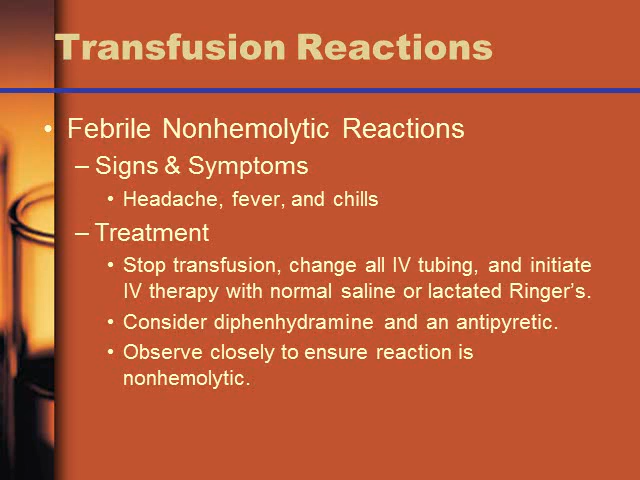 Transfusion Reactions
• Febrile Nonhemolytic Reactions
– Signs & Symptoms
• Headache, fever, and chills
– Treatment
• Stop transfusion, change all IV tubing, and initiate
IV therapy with normal saline or lactated Ringer's.
• Consider diphenhydramine and an antipyretic.
• Observe closely to ensure reaction is
nonhemolytic.